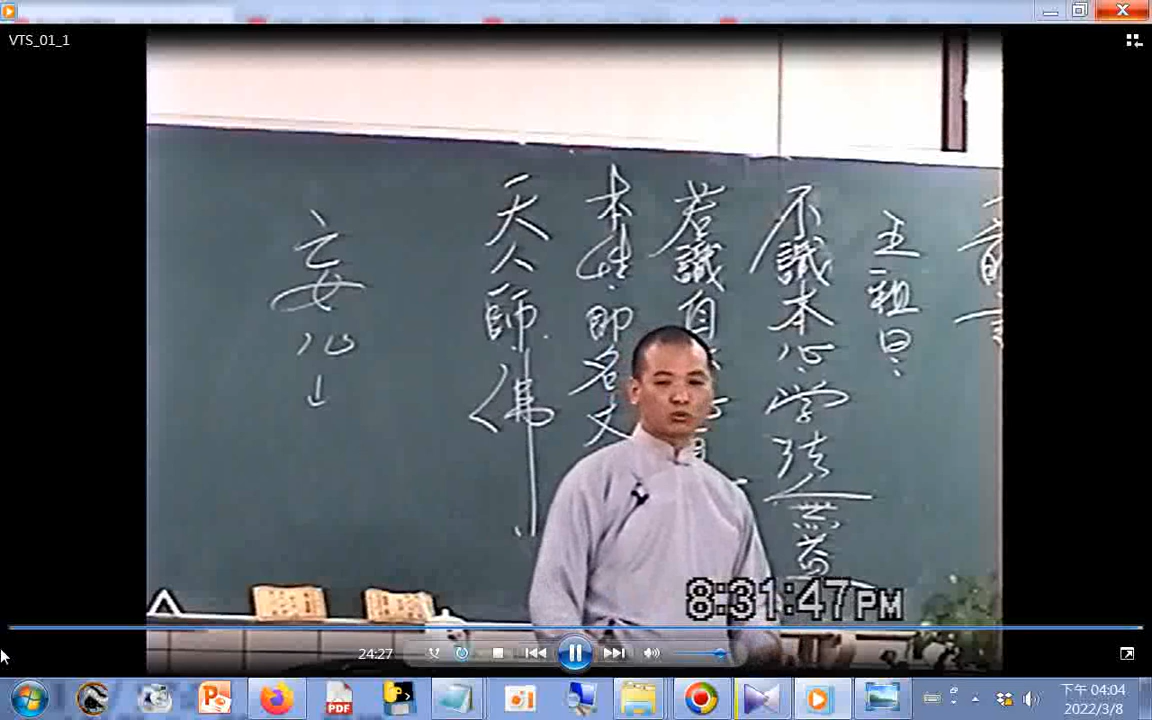 VTS_01_1
五祖曰：
不識本心学法無益
若識自
本性．即名丈
天人師．佛
妄心
↓
8:31:47PM
24:27
PDF
下午 04:04
2022/3/8